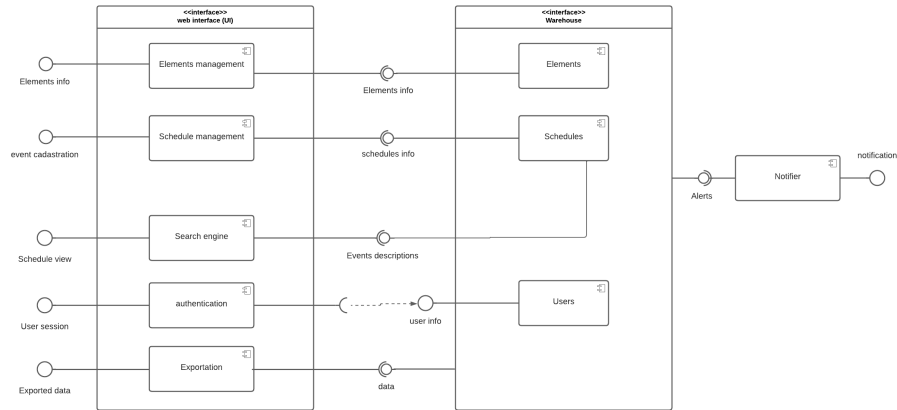 <<interface>>
web interface (UI)
<<interface>>
Warehouse
Elements management
Elements
Elements info
Elements info
Schedule management
Schedules
event cadastration
schedules info
notification
Notifier
Alerts
Search engine
Schedule view
Events descriptions
authentication
Users
User session
user info
Exportation
Exported data
data